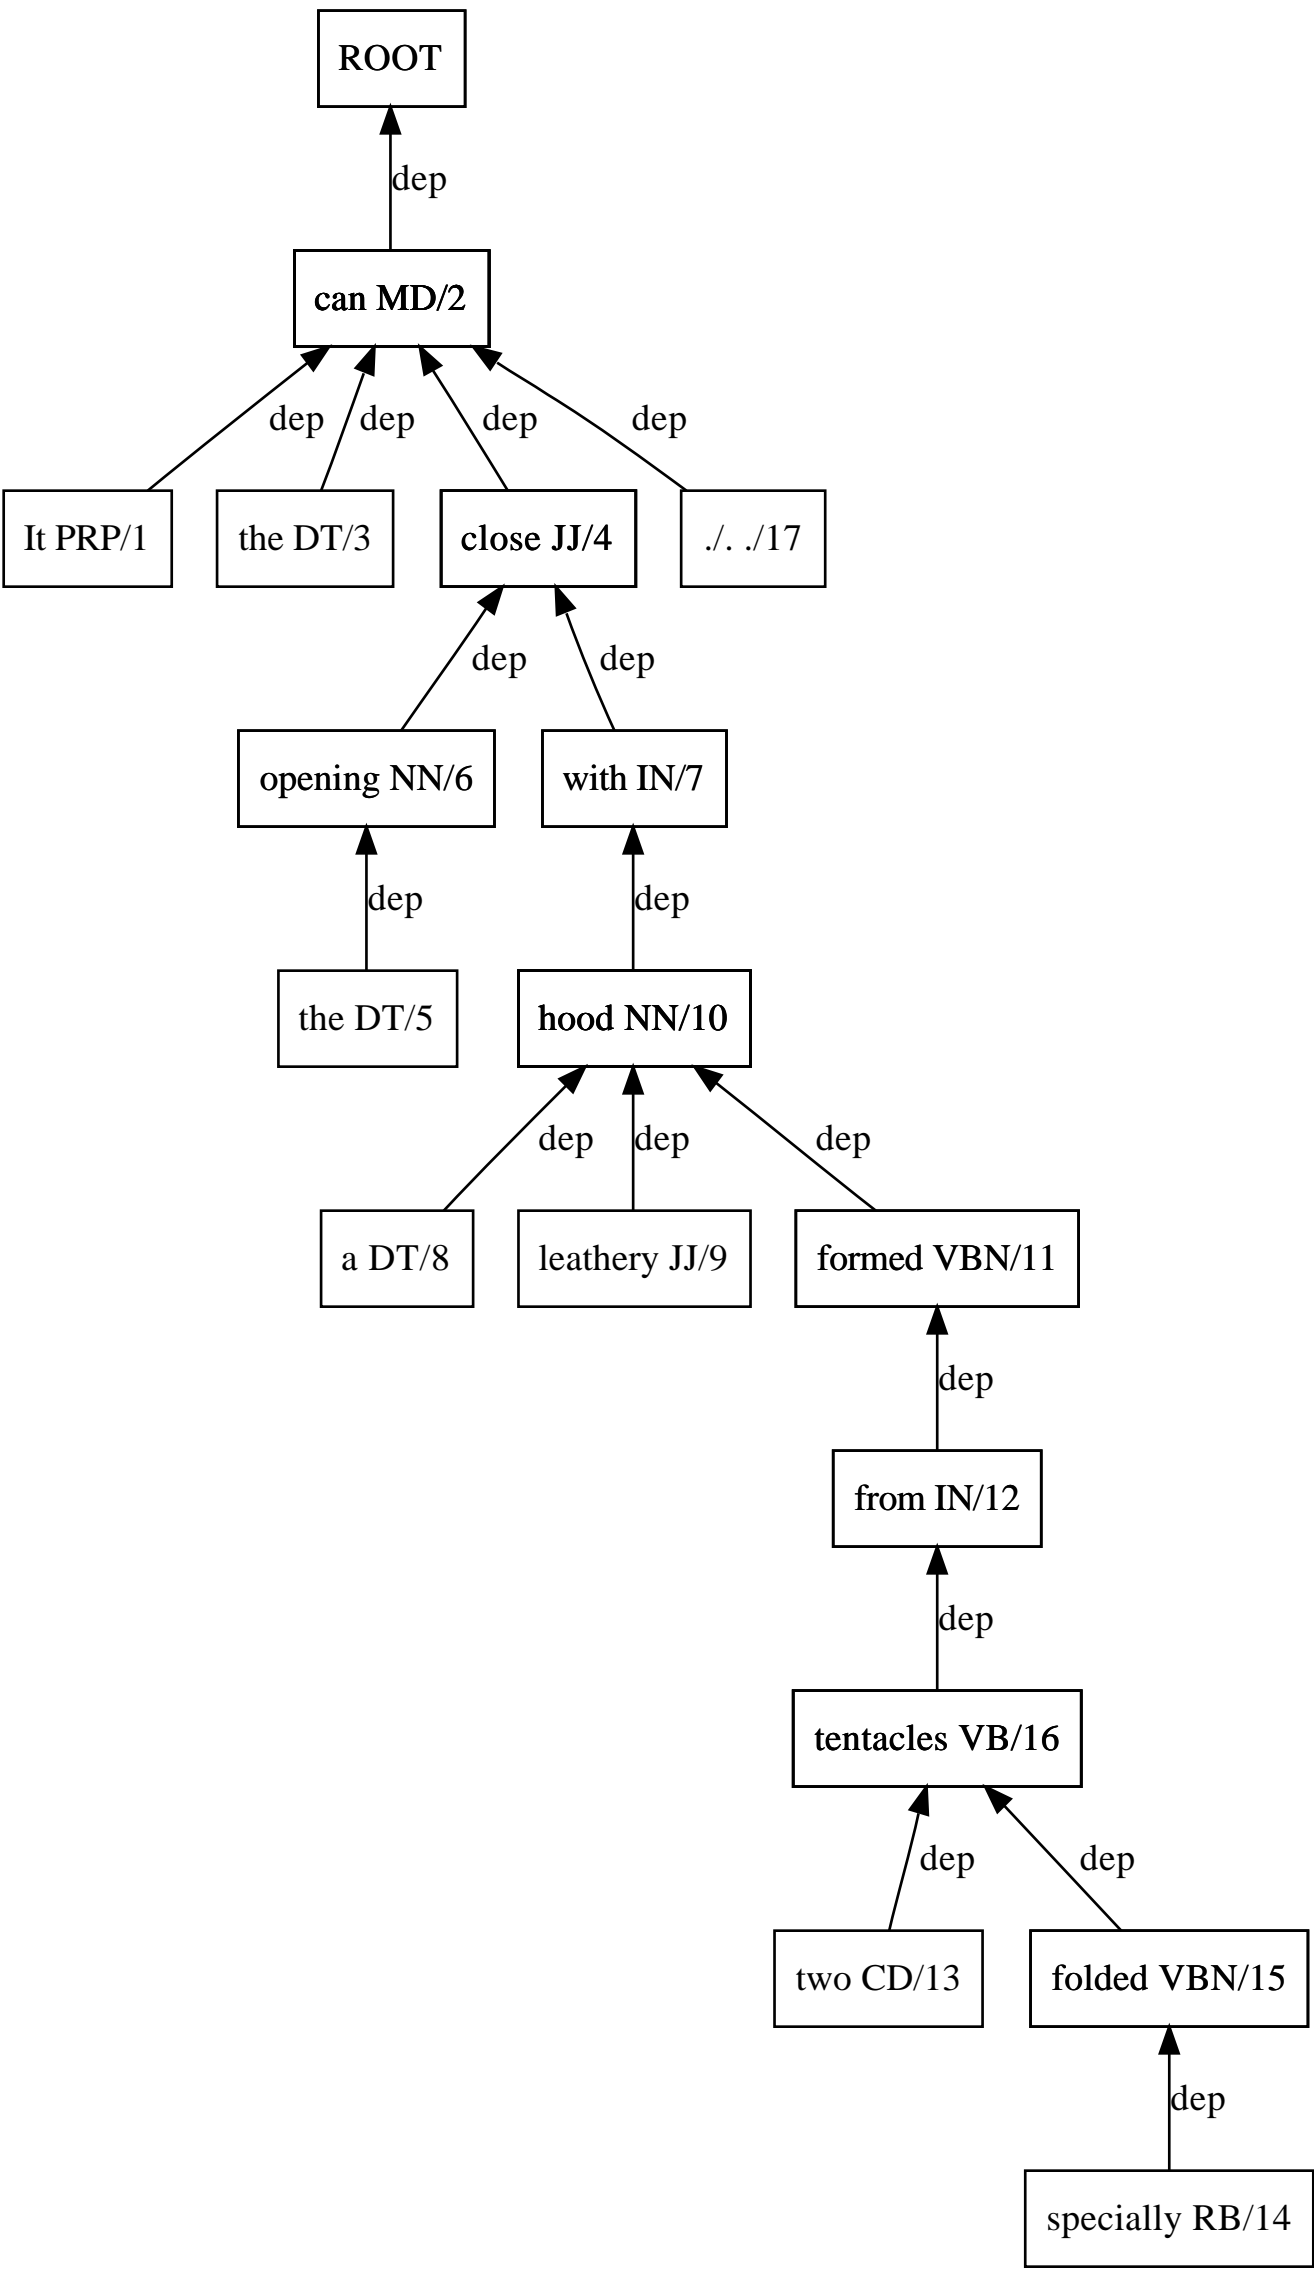 ROOT
dep
can MD/2
dep dep dep dep
It PRP/1 the DT/3 close JJ/4 ./. ./17
dep dep
opening NN/6 with IN/7
dep dep
the DT/5 hood NN/10
dep dep dep
a DT/8 leathery JJ/9 formed VBN/11
dep
from IN/12
dep
tentacles VB/16
dep dep
two CD/13 folded VBN/15
dep
specially RB/14